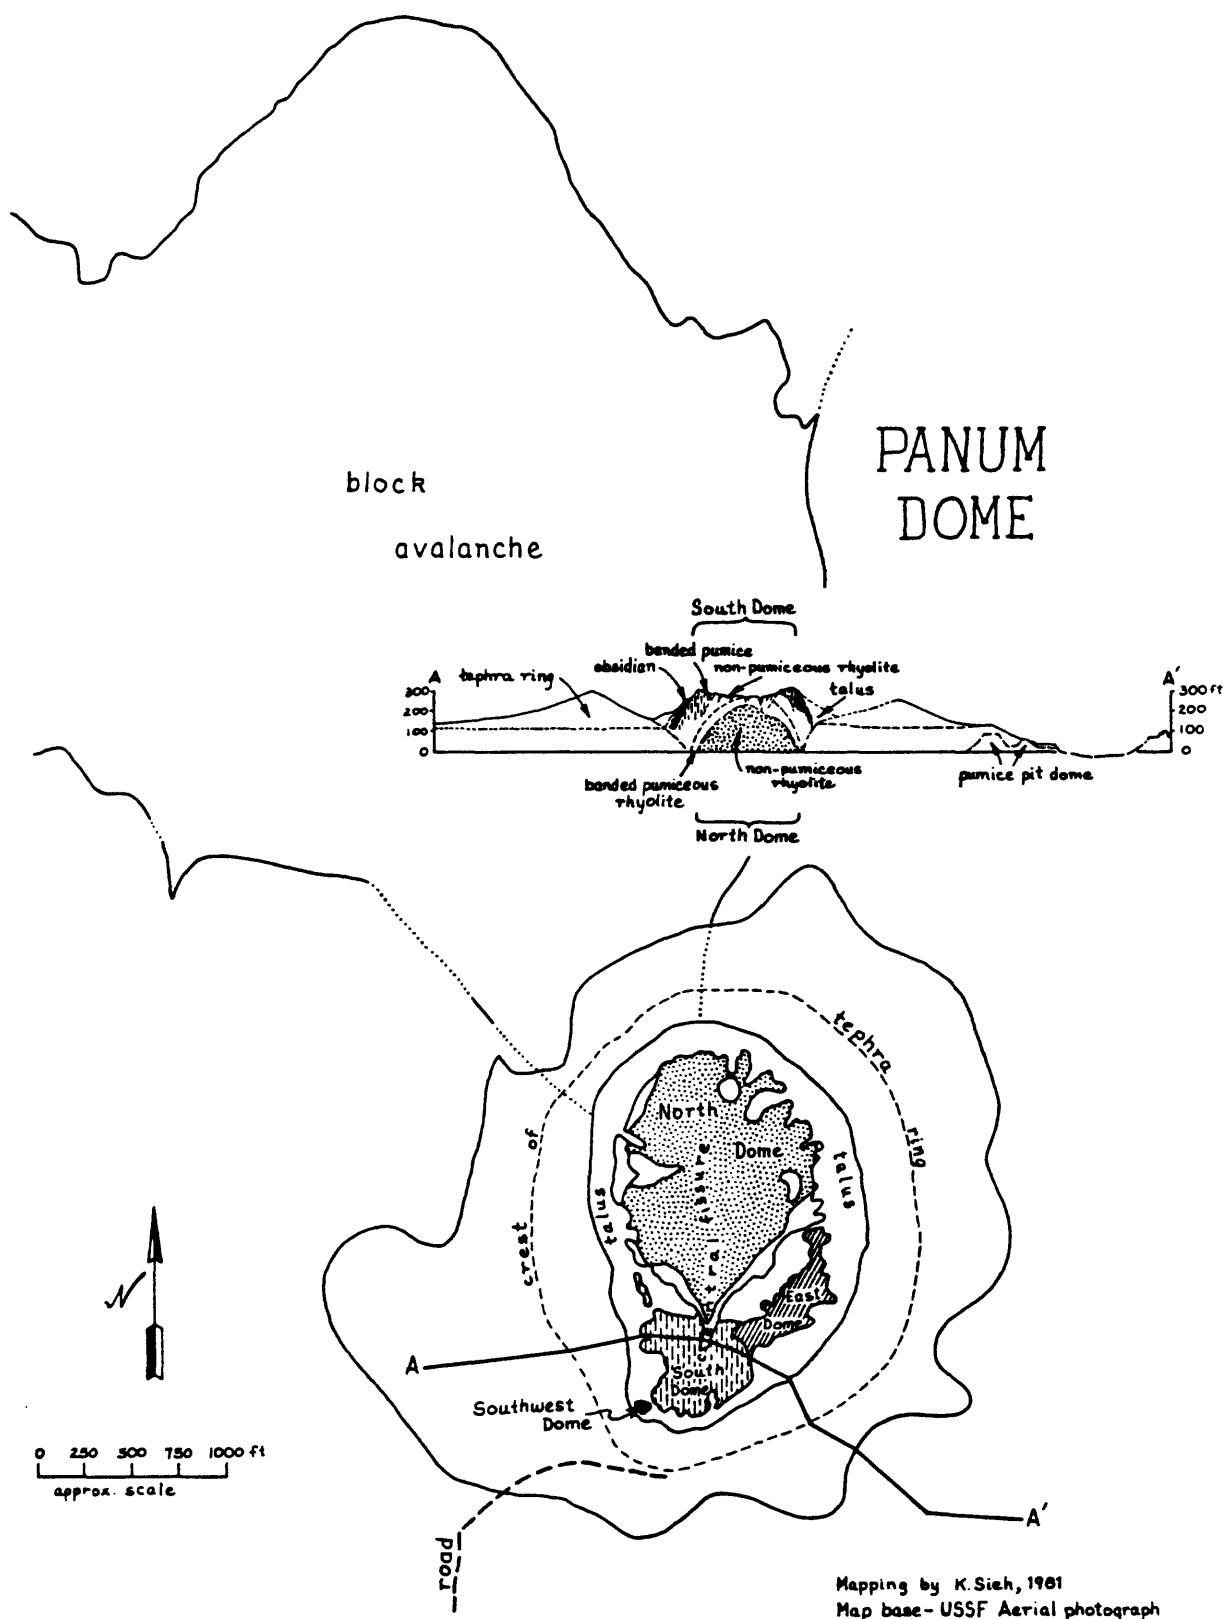 PANUM
DOME
block
avalanche
South Dome
banded pumice
obsidian
non-pumiceous rhyolite
A
tephra ring
talus
A'
300
200
100
0
300 ft
200
100
0
banded pumiceous
rhyolite
non-pumiceous
rhyolite
pumice pit dome
North Dome
tephra
ring
crest of
North
Dome
central fissure
talus
talus
N
East
Dome
A
South
Dome
Southwest
Dome
0 250 500 750 1000 ft
approx. scale
A'
road
Mapping by K. Sieh, 1981
Map base - USSF Aerial photograph